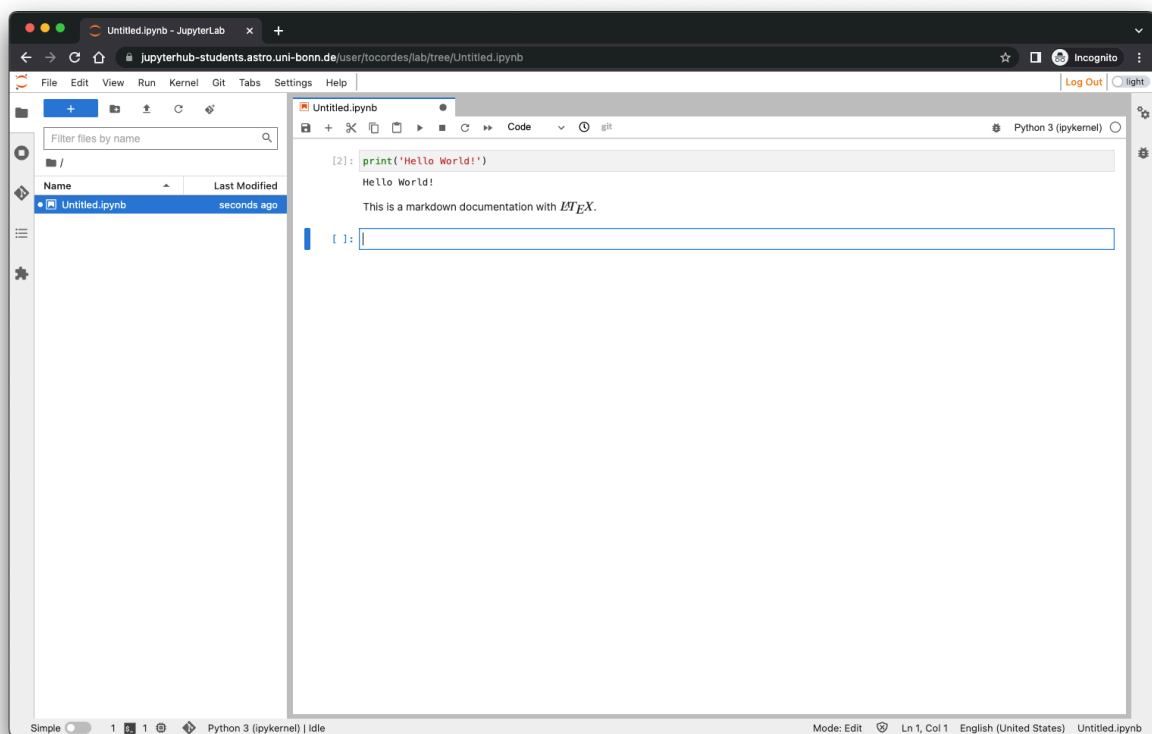 Untitled.ipynb - JupyterLab
jupyterhub-students.astro.uni-bonn.de/user/tocordes/lab/tree/Untitled.ipynb
Incognito
File Edit View Run Kernel Git Tabs Settings Help
Log Out light
Untitled.ipynb
Code git Python 3 (ipykernel)
Filter files by name
/
Name Last Modified
Untitled.ipynb seconds ago
[2]: print('Hello World!')
Hello World!
This is a markdown documentation with LATEX.
[ ]:
Simple 1 $_ 1 Python 3 (ipykernel) | Idle Mode: Edit Ln 1, Col 1 English (United States) Untitled.ipynb